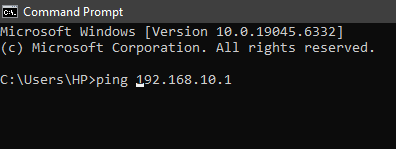 Command Prompt
Microsoft Windows [Version 10.0.19045.6332]
(c) Microsoft Corporation. All rights reserved.
C:\Users\HP>ping 192.168.10.1